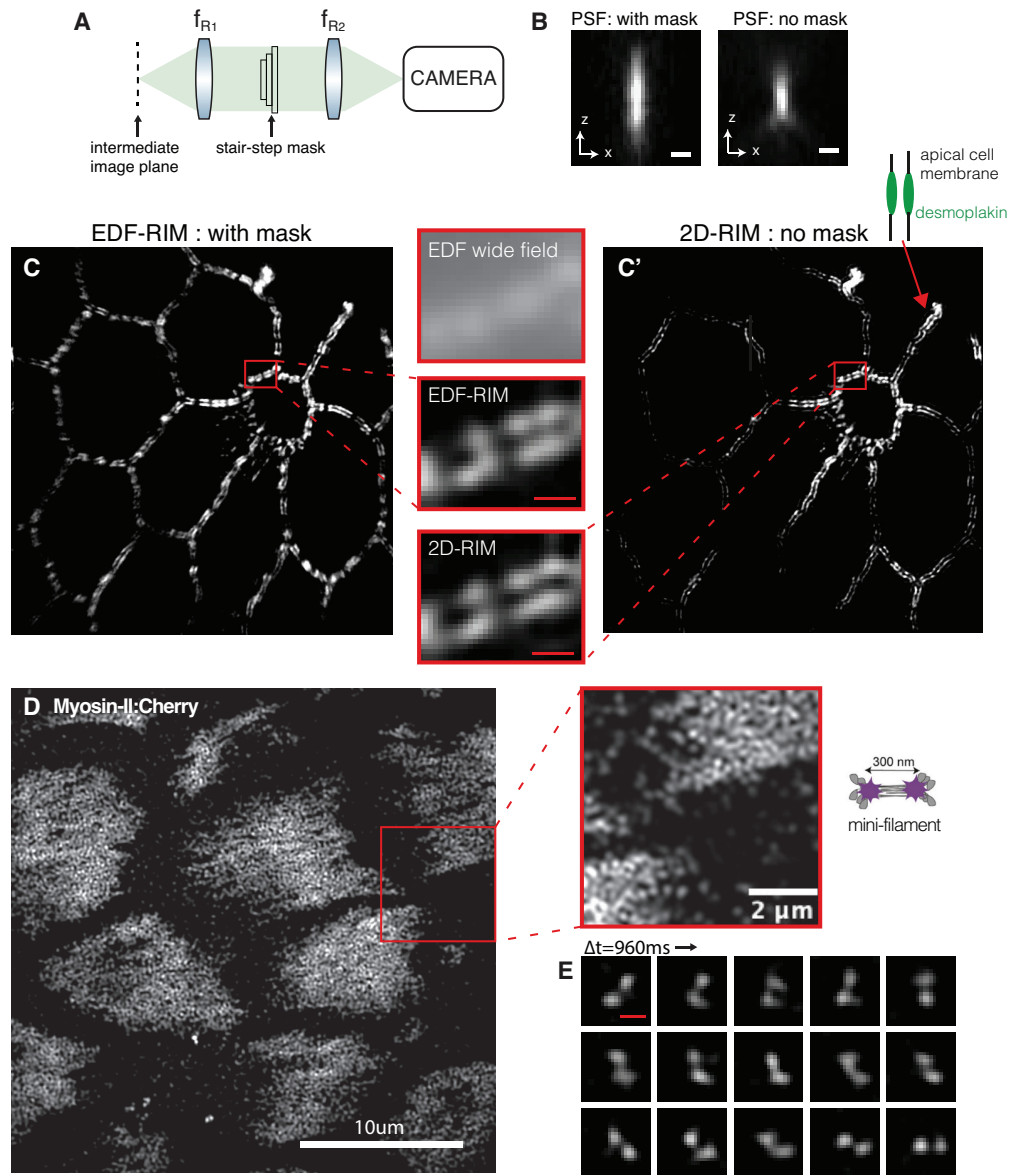 A
f_R1
f_R2
CAMERA
intermediate
image plane
stair-step mask
B
PSF: with mask
PSF: no mask
z
x
z
x
apical cell
membrane
desmoplakin
EDF-RIM : with mask
2D-RIM : no mask
C
EDF wide field
C'
EDF-RIM
2D-RIM
D Myosin-II:Cherry
300 nm
mini-filament
2 µm
10um
Δt=960ms
E